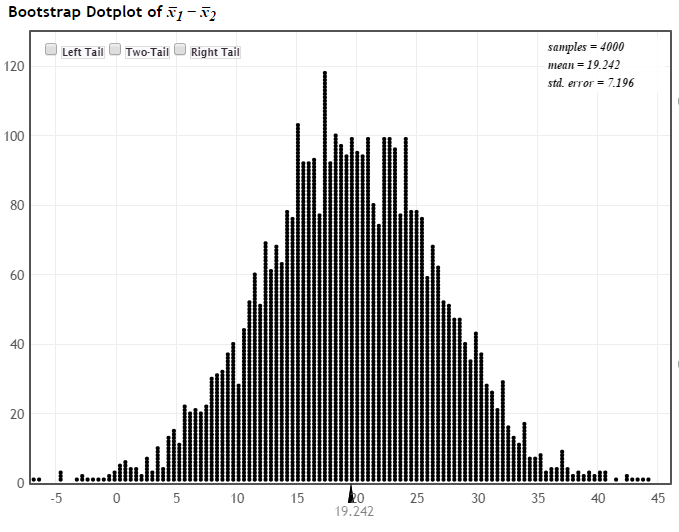 Bootstrap Dotplot of x̅₁ − x̅₂
Left Tail Two-Tail Right Tail
samples = 4000
mean = 19.242
std. error = 7.196
120
100
80
60
40
20
0
-5 0 5 10 15 20 25 30 35 40 45
19.242